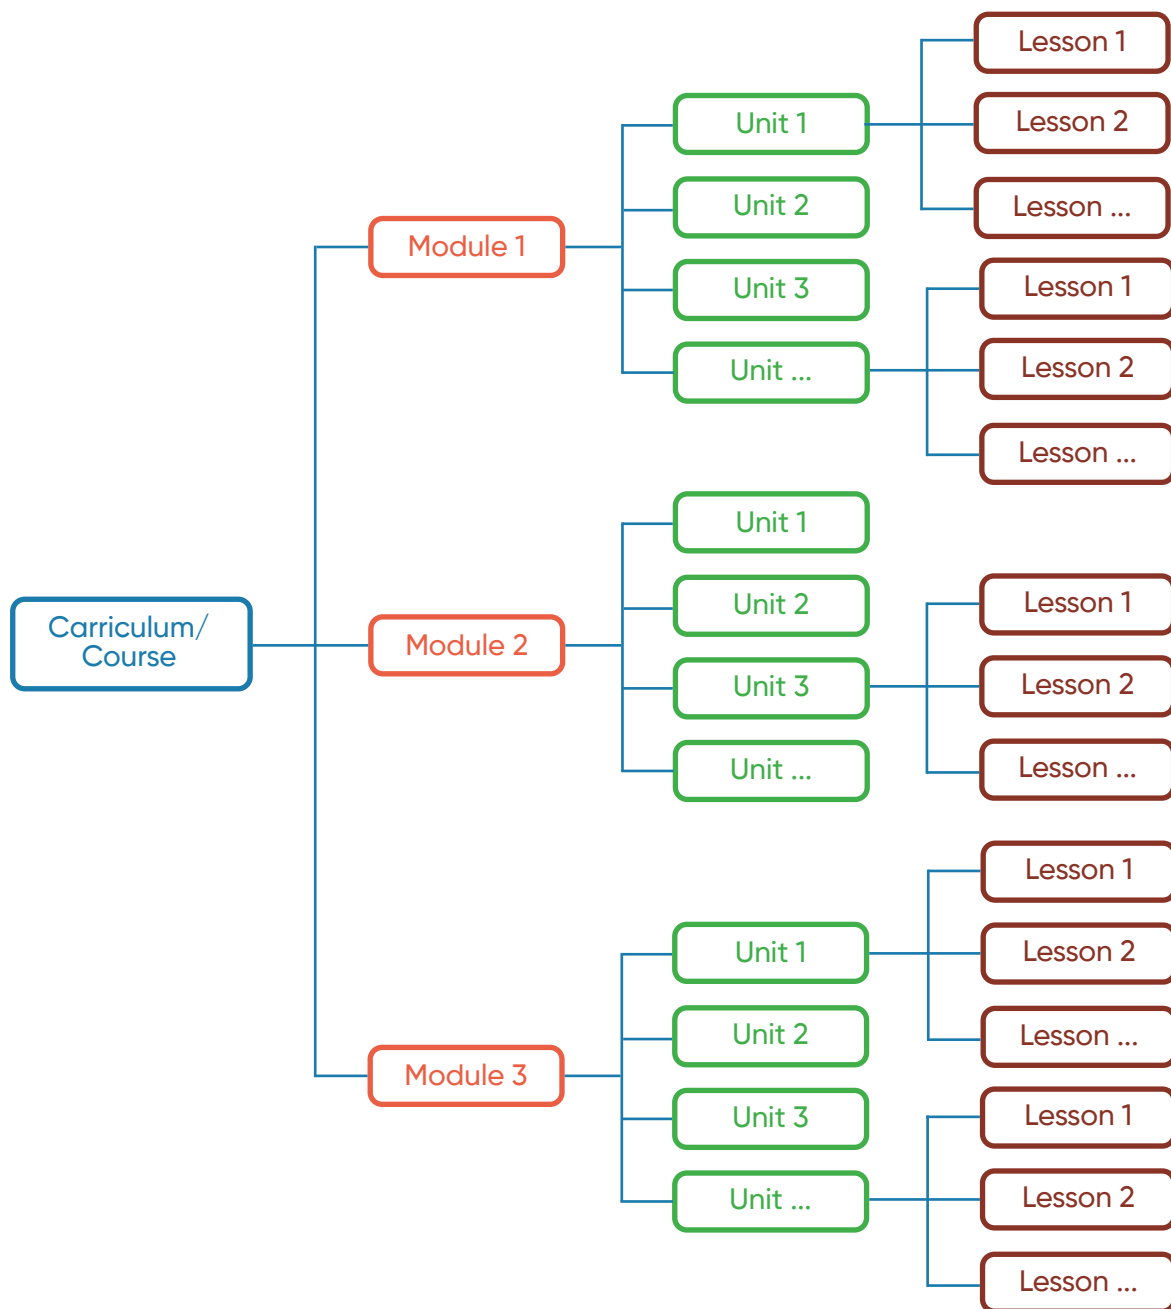 Carriculum/
Course
Module 1
Unit 1
Lesson 1
Lesson 2
Lesson ...
Unit 2
Unit 3
Unit ...
Lesson 1
Lesson 2
Lesson ...
Module 2
Unit 1
Unit 2
Unit 3
Lesson 1
Lesson 2
Lesson ...
Unit ...
Module 3
Unit 1
Lesson 1
Lesson 2
Lesson ...
Unit 2
Unit 3
Unit ...
Lesson 1
Lesson 2
Lesson ...